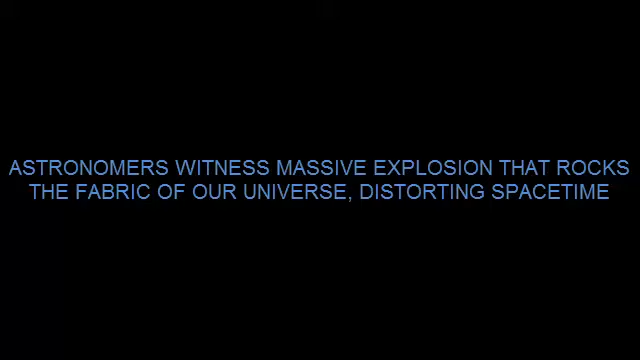 ASTRONOMERS WITNESS MASSIVE EXPLOSION THAT ROCKS
THE FABRIC OF OUR UNIVERSE, DISTORTING SPACETIME